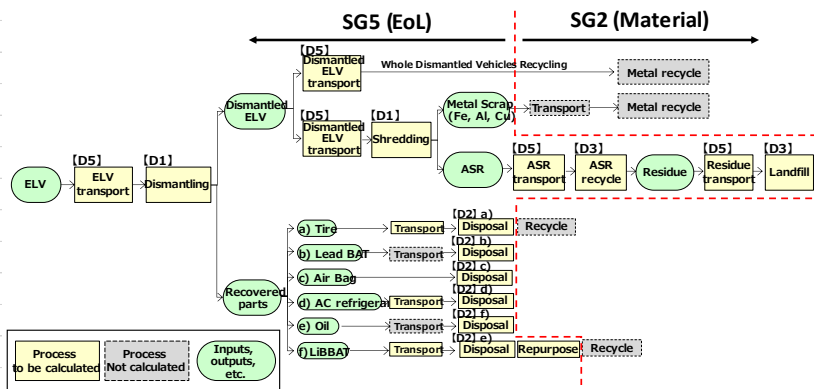 SG5 (EoL)
SG2 (Material)
【D5】
Dismantled
ELV
transport
Whole Dismantled Vehicles Recycling
Metal recycle
Dismantled
ELV
【D5】
Dismantled
ELV
transport
【D1】
Shredding
Metal Scrap
(Fe, Al, Cu)
Transport
Metal recycle
ELV
【D5】
ELV
transport
【D1】
Dismantling
ASR
【D5】
ASR
transport
【D3】
ASR
recycle
Residue
【D5】
Residue
transport
【D3】
Landfill
Recovered
parts
a) Tire
Transport
【D2】a)
Disposal
Recycle
b) Lead BAT
Transport
【D2】b)
Disposal
c) Air Bag
【D2】c)
Disposal
d) AC refrigeran
Transport
【D2】d)
Disposal
e) Oil
Transport
【D2】f)
Disposal
f)LiBBAT
Transport
【D2】e)
Disposal
Repurpose
Recycle
Process
to be calculated
Process
Not calculated
Inputs,
outputs,
etc.